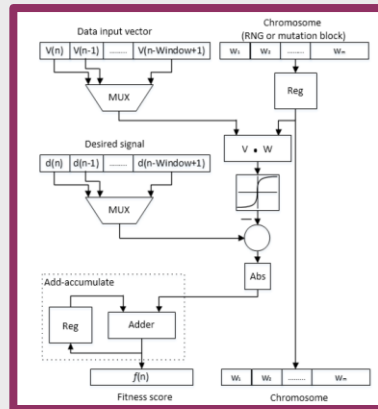 Data input vector
V(n) V(n-1) ........ V(n-Window+1)
MUX
Chromosome
(RNG or mutation block)
w₁ w₂ ........ wₘ
Reg
V • W
Desired signal
d(n) d(n-1) ........ d(n-Window+1)
MUX
−
Abs
Add-accumulate
Reg
Adder
f(n)
Fitness score
w₁ w₂ ........ wₘ
Chromosome